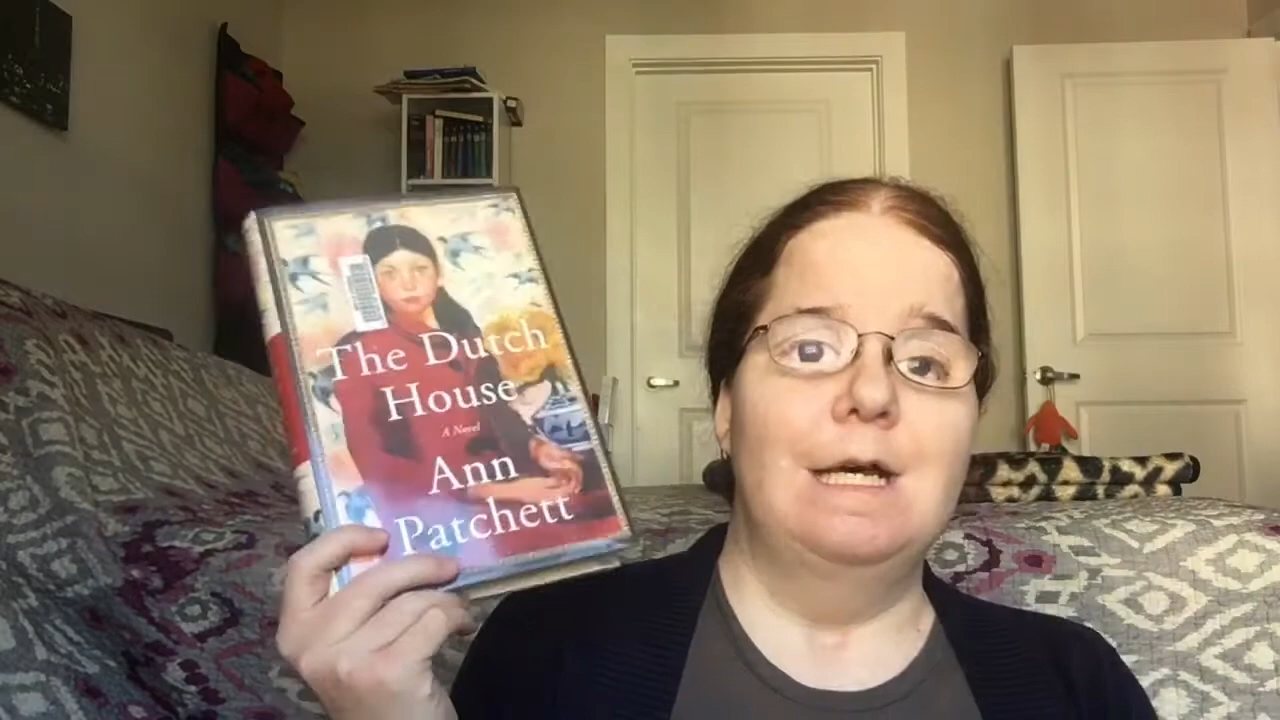 The Dutch
House
A Novel
Ann
Patchett